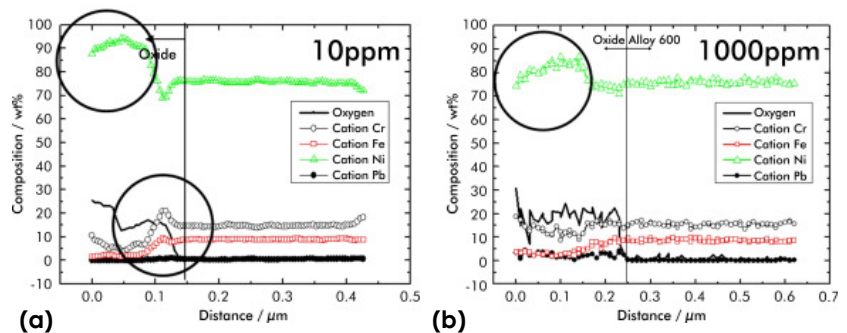 100
90
80
70
60
50
40
30
20
10
0
-10
Composition / wt%
10ppm
Oxide
Oxygen
Cation Cr
Cation Fe
Cation Ni
Cation Pb
0.0 0.1 0.2 0.3 0.4 0.5
Distance / µm
(a)
100
90
80
70
60
50
40
30
20
10
0
-10
Composition / wt%
Oxide Alloy 600
1000ppm
Oxygen
Cation Cr
Cation Fe
Cation Ni
Cation Pb
0.0 0.1 0.2 0.3 0.4 0.5 0.6 0.7
Distance / µm
(b)